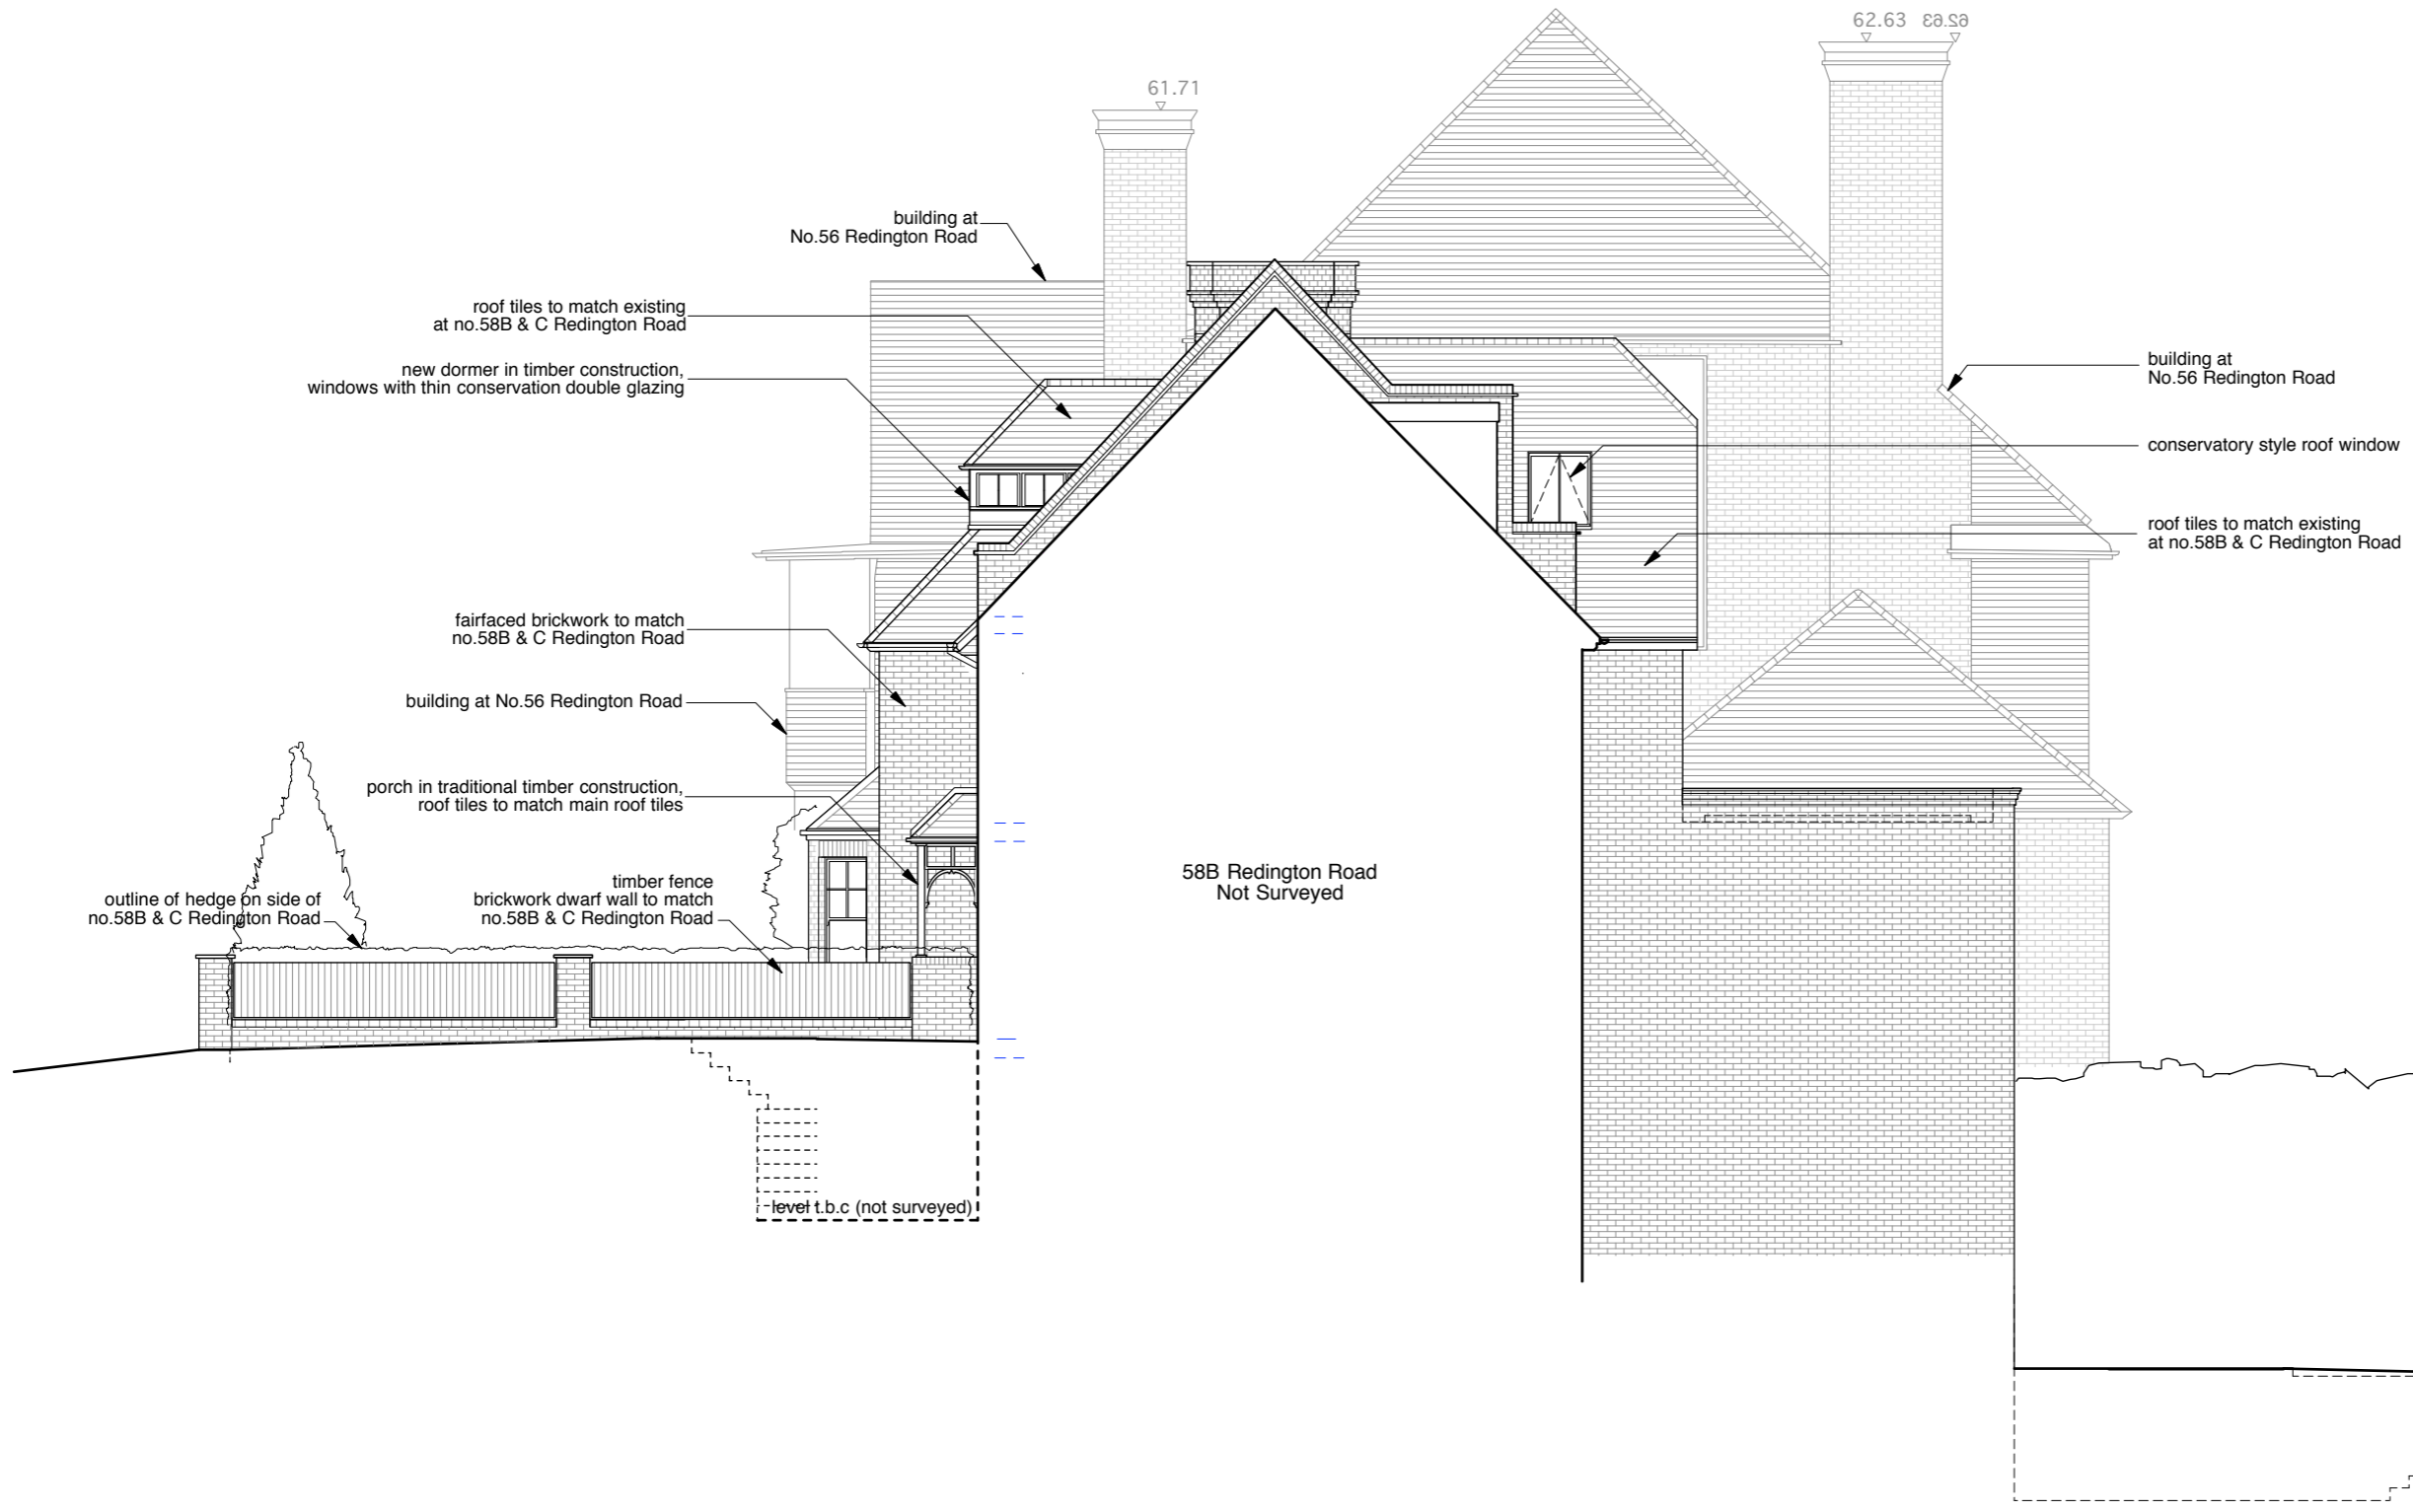 62.63 62.63
61.71
building at
No.56 Redington Road
roof tiles to match existing
at no.58B & C Redington Road
new dormer in timber construction,
windows with thin conservation double glazing
building at
No.56 Redington Road
conservatory style roof window
roof tiles to match existing
at no.58B & C Redington Road
fairfaced brickwork to match
no.58B & C Redington Road
building at No.56 Redington Road
porch in traditional timber construction,
roof tiles to match main roof tiles
58B Redington Road
Not Surveyed
timber fence
brickwork dwarf wall to match
no.58B & C Redington Road
outline of hedge on side of
no.58B & C Redington Road
level t.b.c (not surveyed)